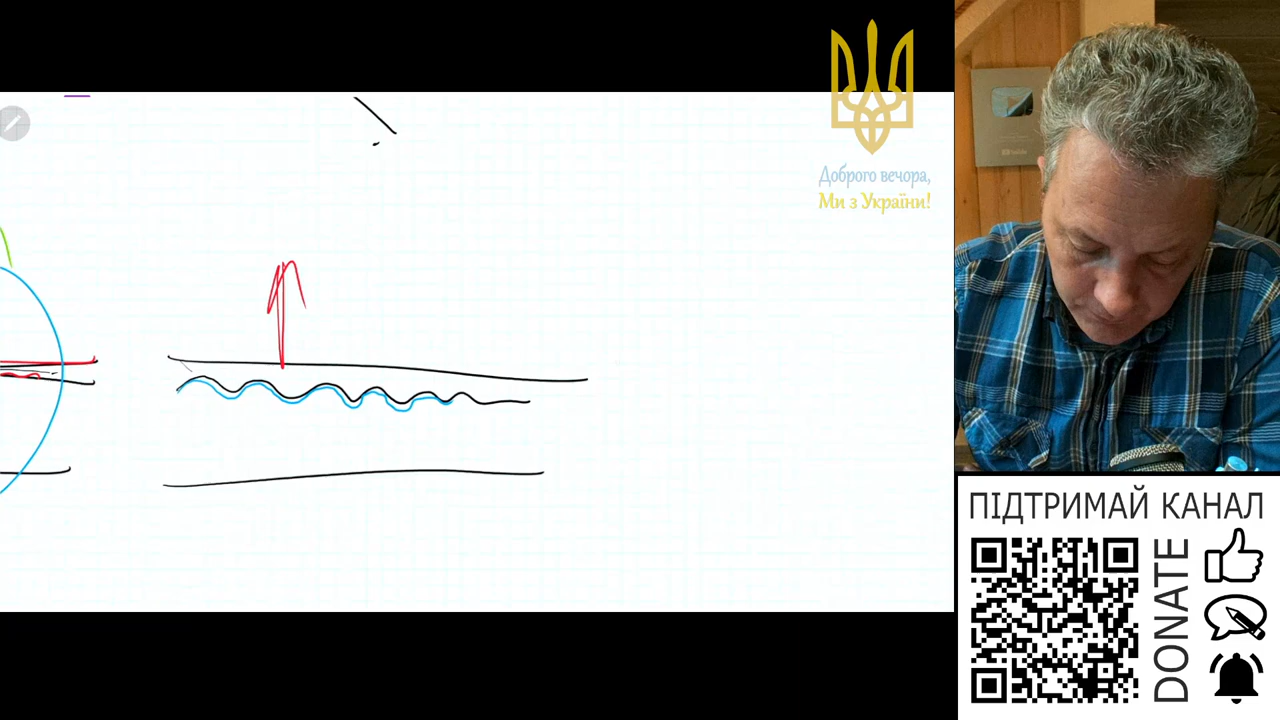 Доброго вечора,
Ми з України!
ПІДТРИМАЙ КАНАЛ
DONATE